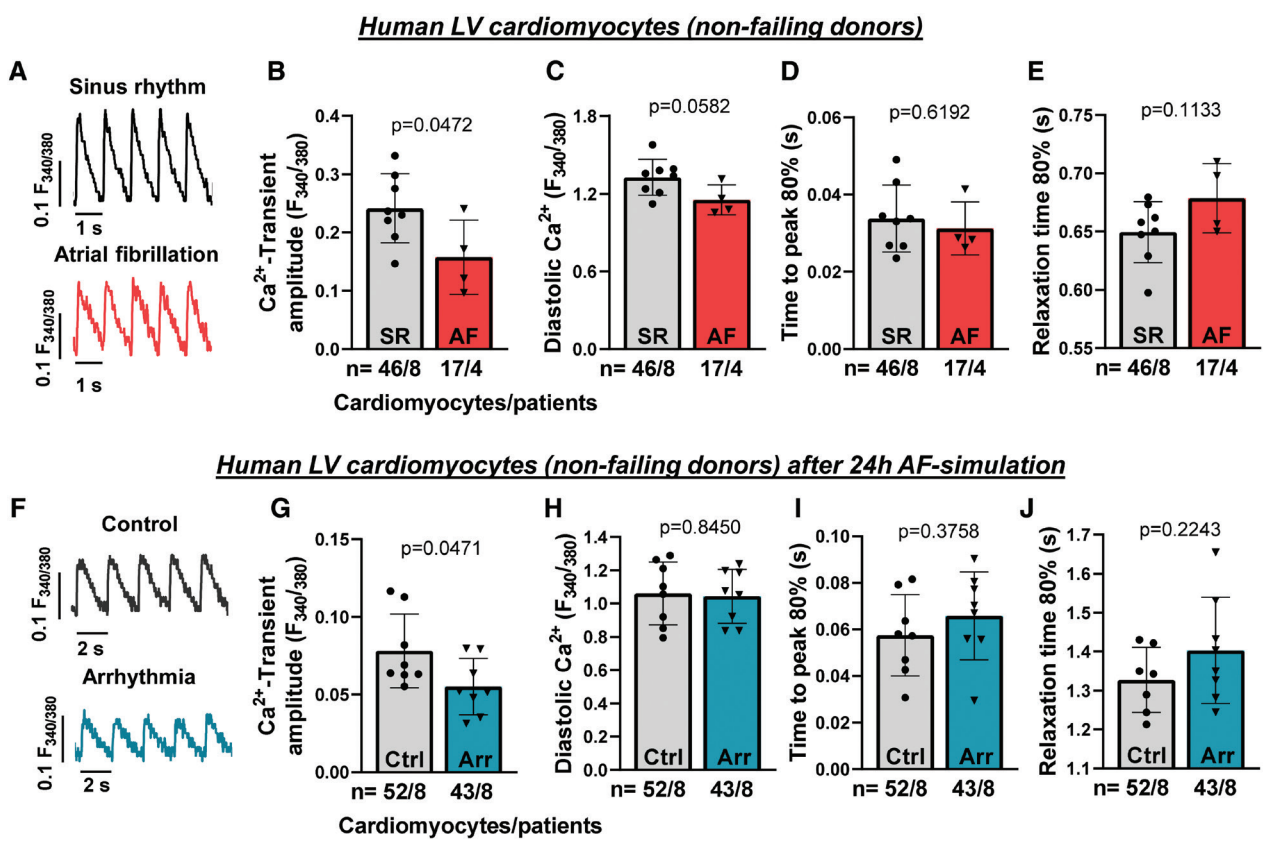 Human LV cardiomyocytes (non-failing donors)
A
Sinus rhythm
0.1 F340/380
1 s
Atrial fibrillation
0.1 F340/380
1 s
B
p=0.0472
Ca2+-Transient
amplitude (F340/380)
0.4
0.3
0.2
0.1
0.0
SR
AF
n= 46/8
17/4
Cardiomyocytes/patients
C
p=0.0582
Diastolic Ca2+ (F340/380)
1.8
1.2
0.6
0.0
SR
AF
n= 46/8
17/4
D
p=0.6192
Time to peak 80% (s)
0.06
0.04
0.02
0.00
SR
AF
n= 46/8
17/4
E
p=0.1133
Relaxation time 80% (s)
0.75
0.70
0.65
0.60
0.55
SR
AF
n= 46/8
17/4
Human LV cardiomyocytes (non-failing donors) after 24h AF-simulation
F
Control
0.1 F340/380
2 s
Arrhythmia
0.1 F340/380
2 s
G
p=0.0471
Ca2+-Transient
amplitude (F340/380)
0.15
0.10
0.05
0.00
Ctrl
Arr
n= 52/8
43/8
Cardiomyocytes/patients
H
p=0.8450
Diastolic Ca2+ (F340/380)
1.4
1.2
1.0
0.8
0.6
0.4
0.2
0.0
Ctrl
Arr
n= 52/8
43/8
I
p=0.3758
Time to peak 80% (s)
0.10
0.08
0.06
0.04
0.02
0.00
Ctrl
Arr
n= 52/8
43/8
J
p=0.2243
Relaxation time 80% (s)
1.7
1.6
1.5
1.4
1.3
1.2
1.1
Ctrl
Arr
n= 52/8
43/8